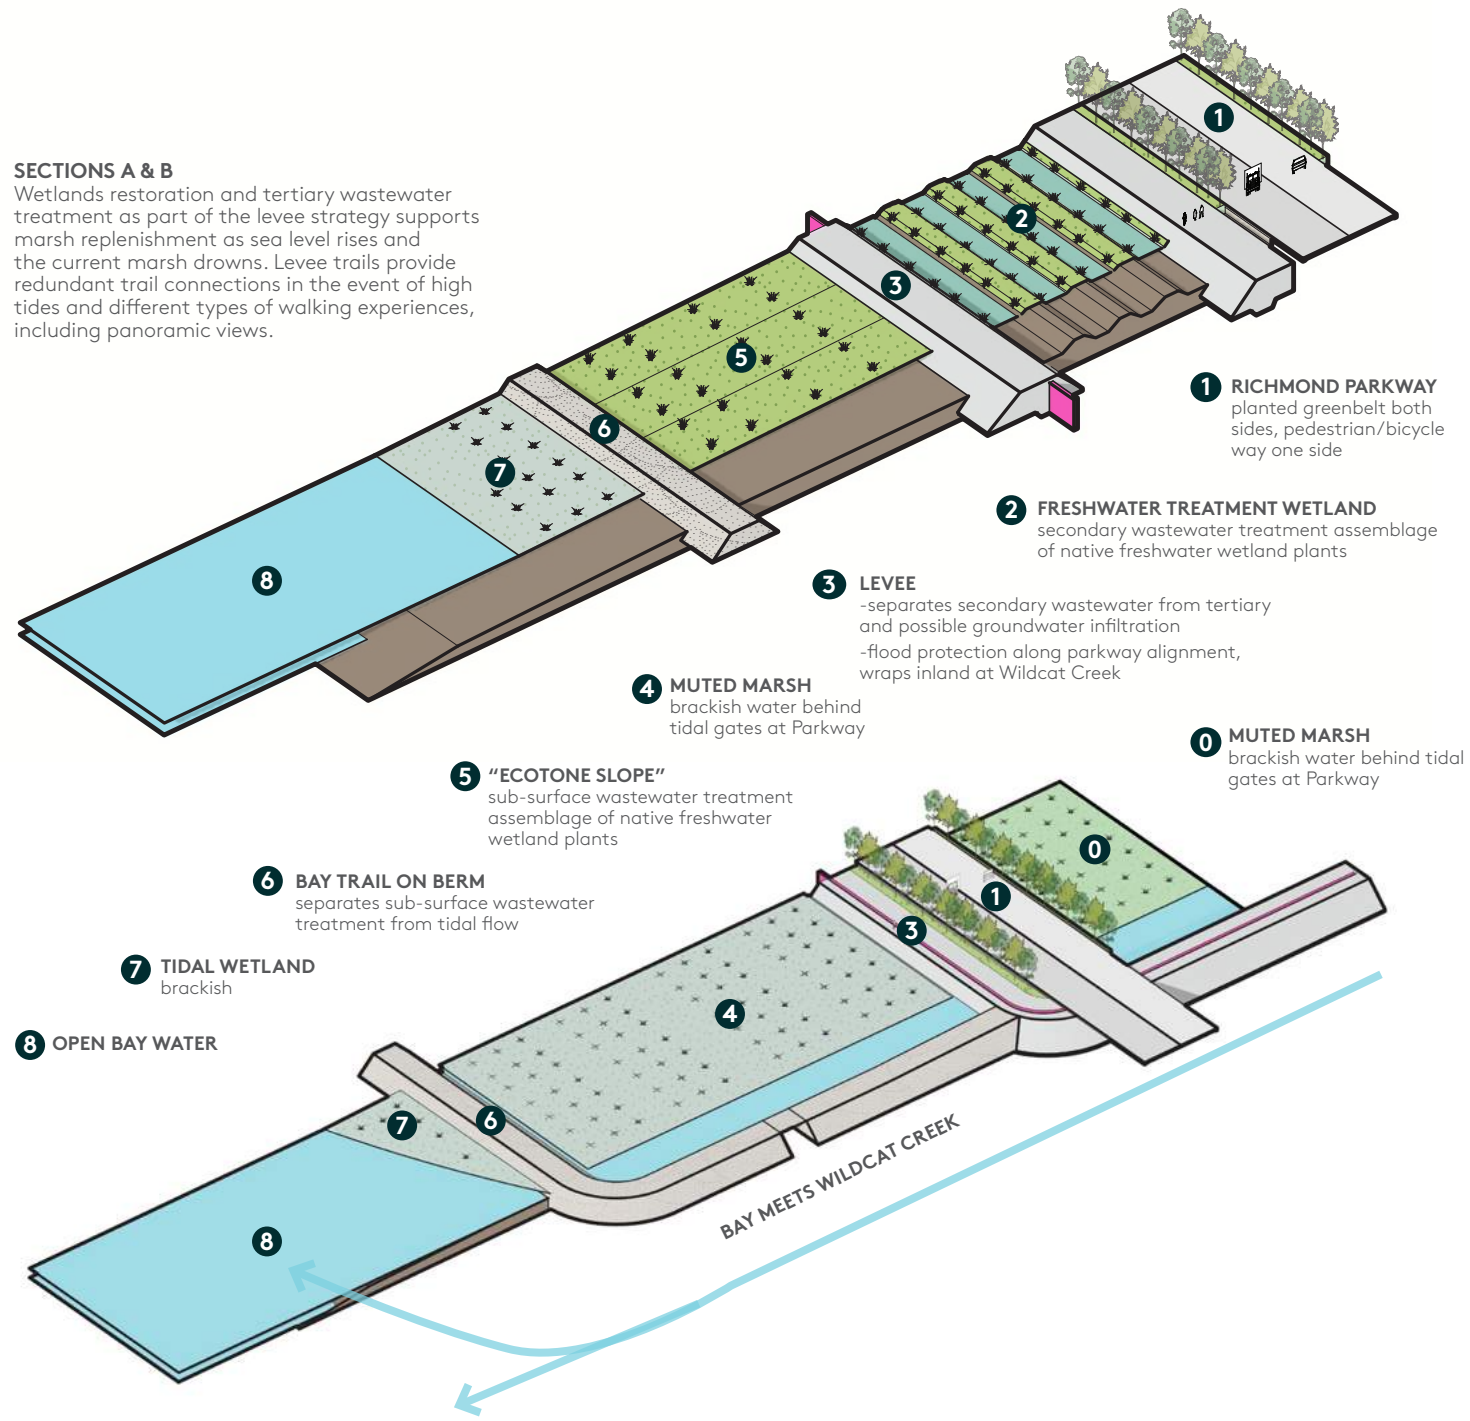 SECTIONS A & B
Wetlands restoration and tertiary wastewater
treatment as part of the levee strategy supports
marsh replenishment as sea level rises and
the current marsh drowns. Levee trails provide
redundant trail connections in the event of high
tides and different types of walking experiences,
including panoramic views.
1
2
3
5
6
7
8
1 RICHMOND PARKWAY
planted greenbelt both
sides, pedestrian/bicycle
way one side
2 FRESHWATER TREATMENT WETLAND
secondary wastewater treatment assemblage
of native freshwater wetland plants
3 LEVEE
-separates secondary wastewater from tertiary
and possible groundwater infiltration
-flood protection along parkway alignment,
wraps inland at Wildcat Creek
4 MUTED MARSH
brackish water behind
tidal gates at Parkway
0 MUTED MARSH
brackish water behind tidal
gates at Parkway
5 “ECOTONE SLOPE”
sub-surface wastewater treatment
assemblage of native freshwater
wetland plants
6 BAY TRAIL ON BERM
separates sub-surface wastewater
treatment from tidal flow
7 TIDAL WETLAND
brackish
8 OPEN BAY WATER
0
1
3
4
6
7
8
BAY MEETS WILDCAT CREEK